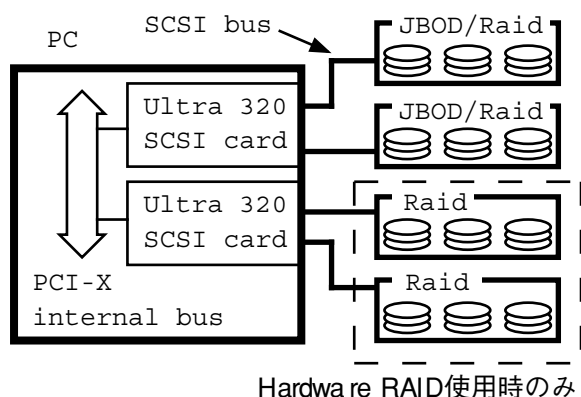 PC
SCSI bus
JBOD/Raid
Ultra 320
SCSI card
JBOD/Raid
Ultra 320
SCSI card
Raid
PCI-X
internal bus
Raid
Hardware RAID使用時のみ